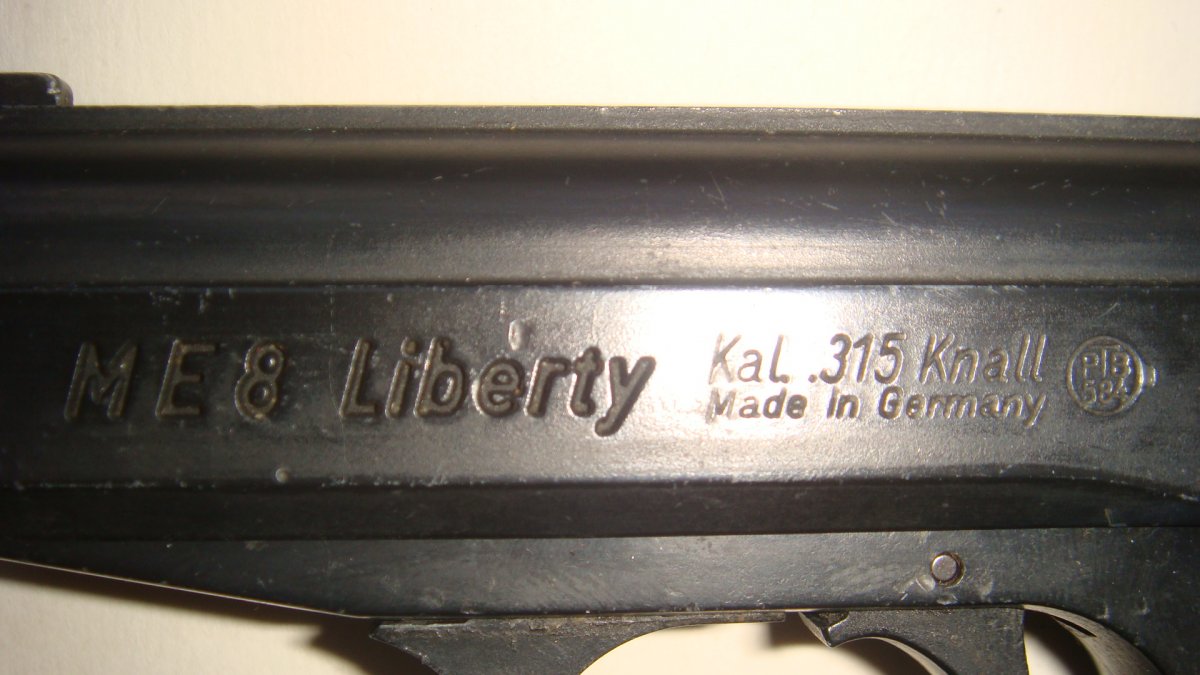 ME8 Liberty
Kal. .315 Knall
Made in Germany
PTB
584